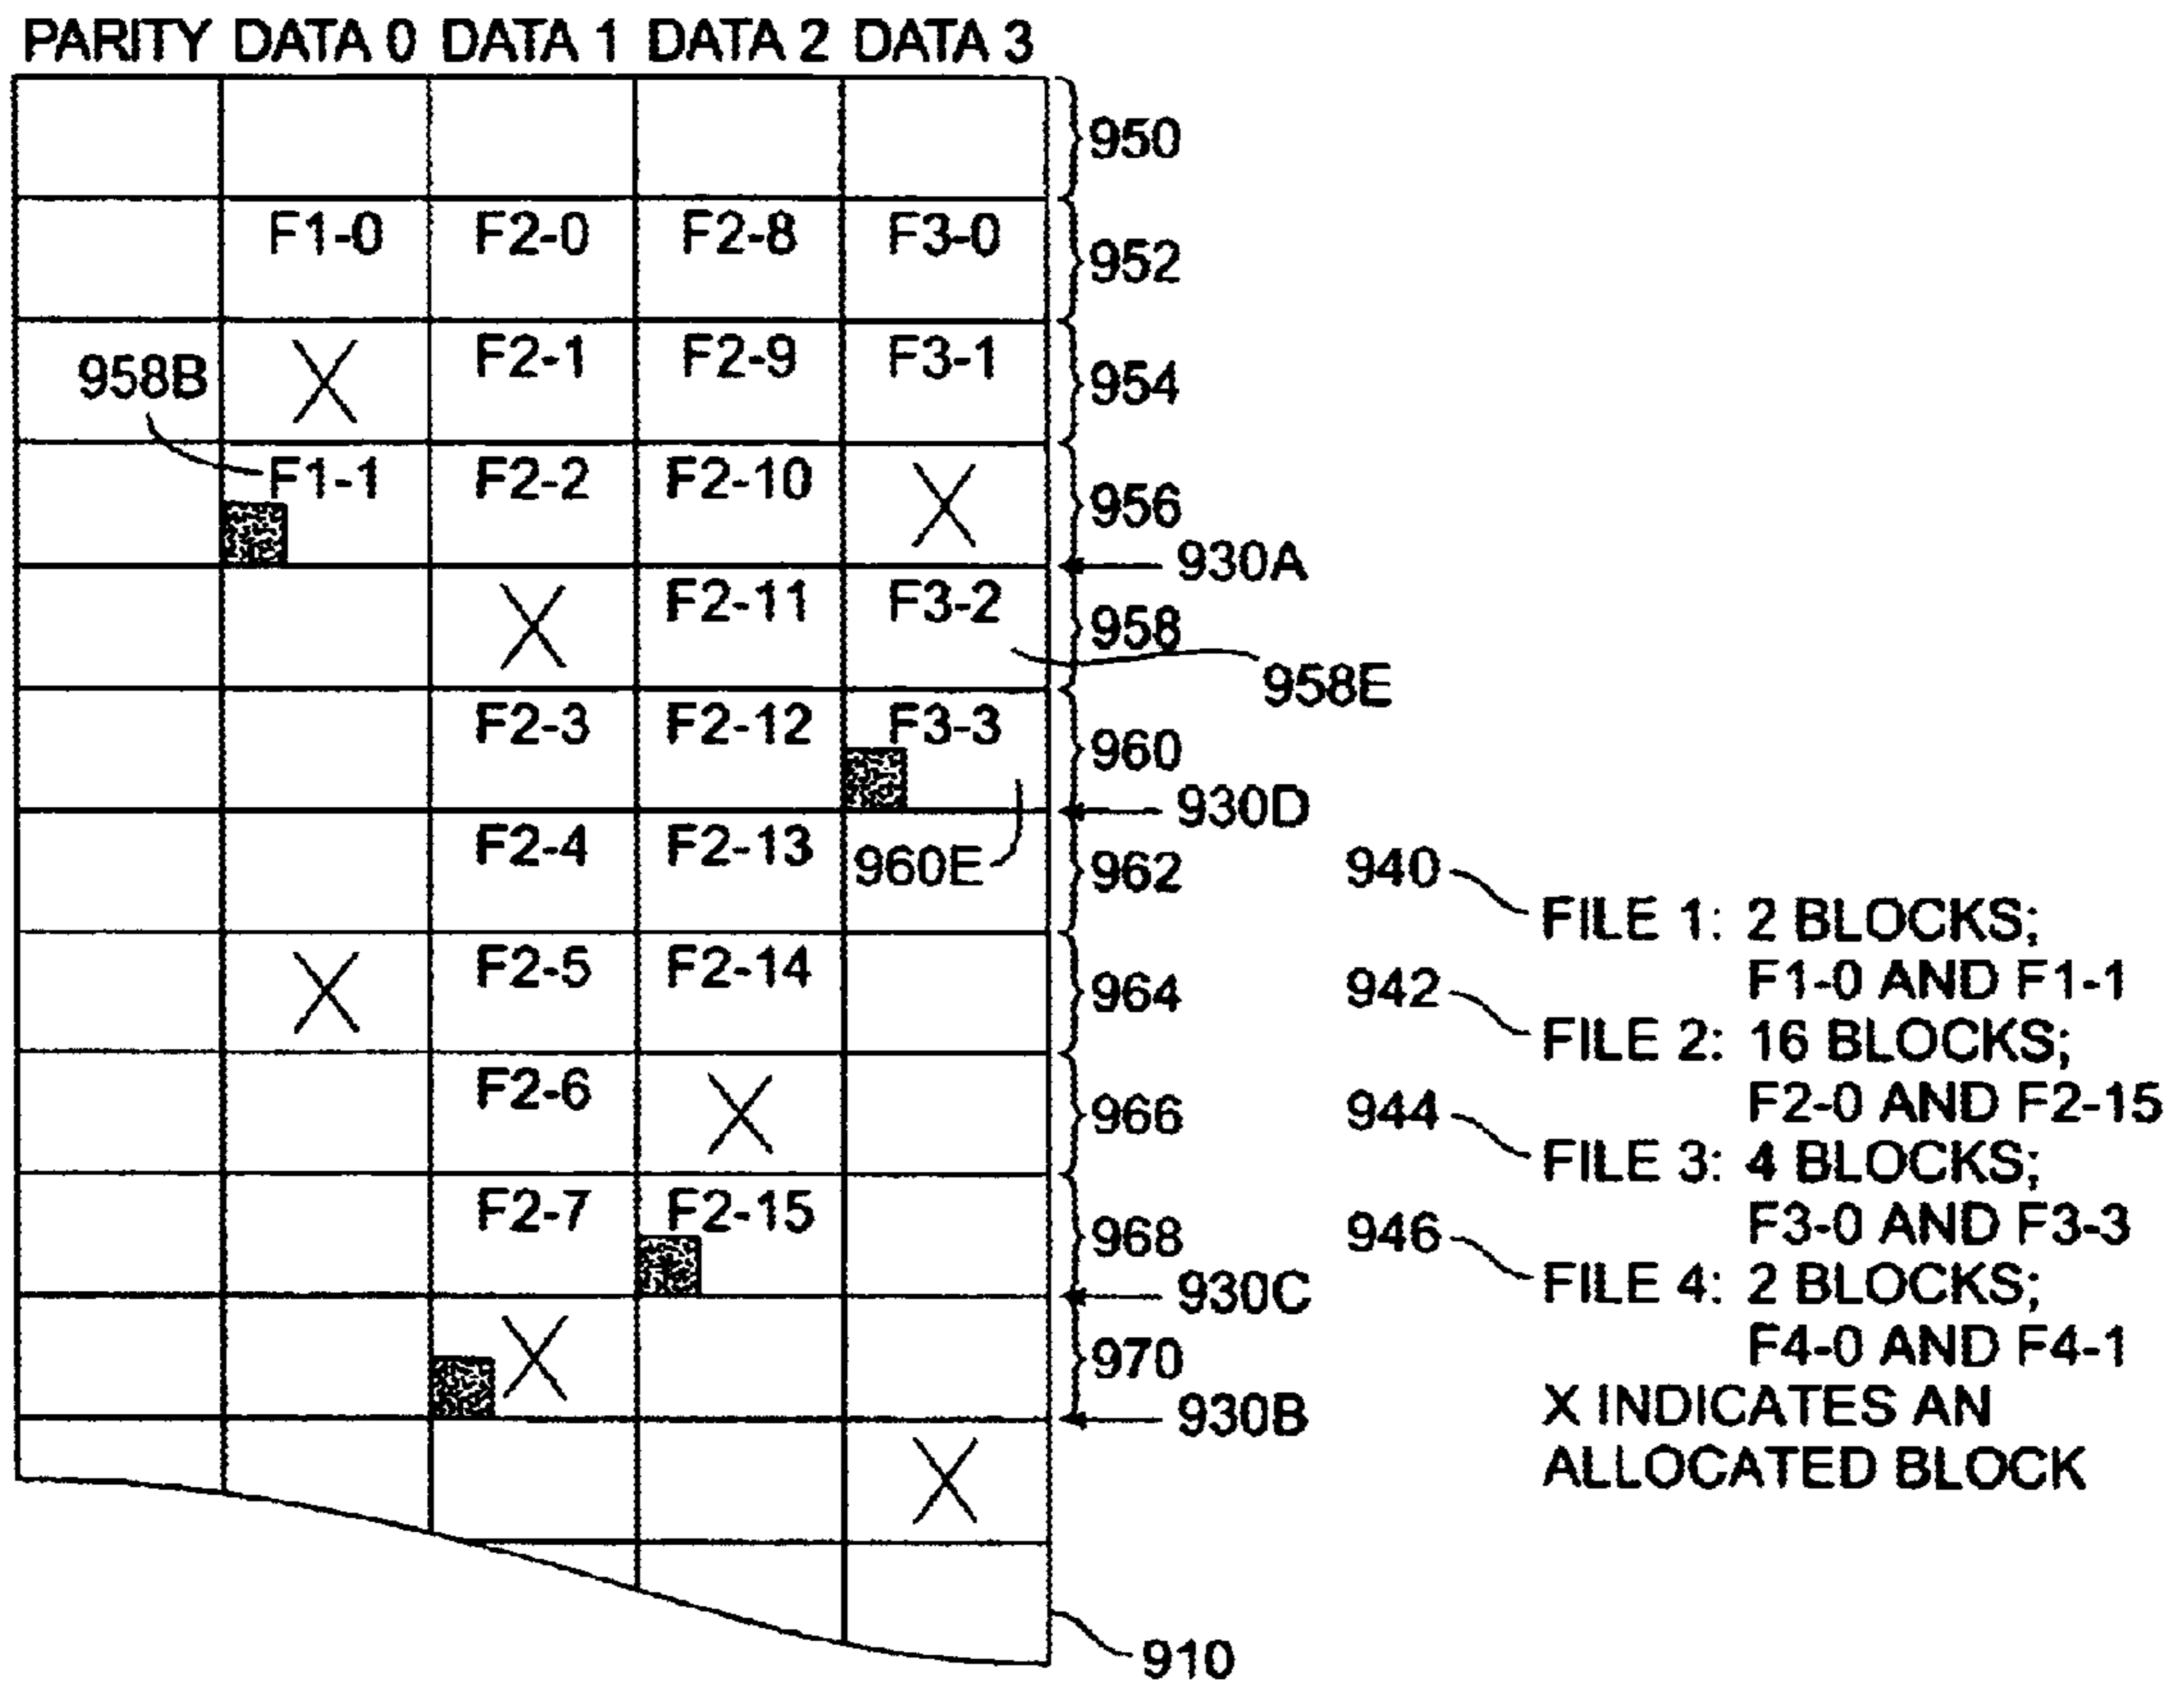 PARITY DATA 0 DATA 1 DATA 2 DATA 3
950
F1-0 F2-0 F2-8 F3-0
952
X F2-1 F2-9 F3-1
954
958B
F1-1 F2-2 F2-10 X
956
930A
X F2-11 F3-2
958
958E
F2-3 F2-12 F3-3
960
930D
F2-4 F2-13 960E
962
X F2-5 F2-14
964
F2-6 X
966
F2-7 F2-15
968
930C
X
970
930B
X
910
940
FILE 1: 2 BLOCKS;
F1-0 AND F1-1
942
FILE 2: 16 BLOCKS;
F2-0 AND F2-15
944
FILE 3: 4 BLOCKS;
F3-0 AND F3-3
946
FILE 4: 2 BLOCKS;
F4-0 AND F4-1
X INDICATES AN
ALLOCATED BLOCK